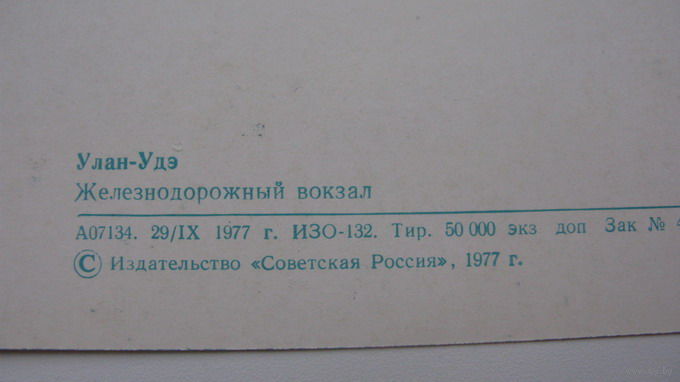 Улан-Удэ
Железнодорожный вокзал
А07134. 29/IX 1977 г. ИЗО-132. Тир. 50 000 экз доп Зак № 4
© Издательство «Советская Россия», 1977 г.